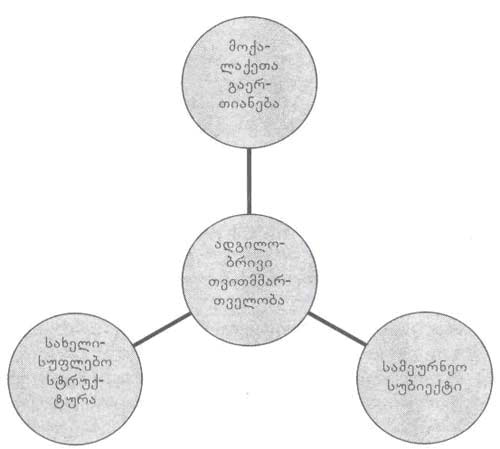 მოქა-
ლაქეთა
გაერ-
თიანება
ადგილო-
ბრივი
თვითმმარ-
თველობა
სახელი-
სუფლებო
სტრუქ-
ტურა
სამეურნეო
სუბიექტი